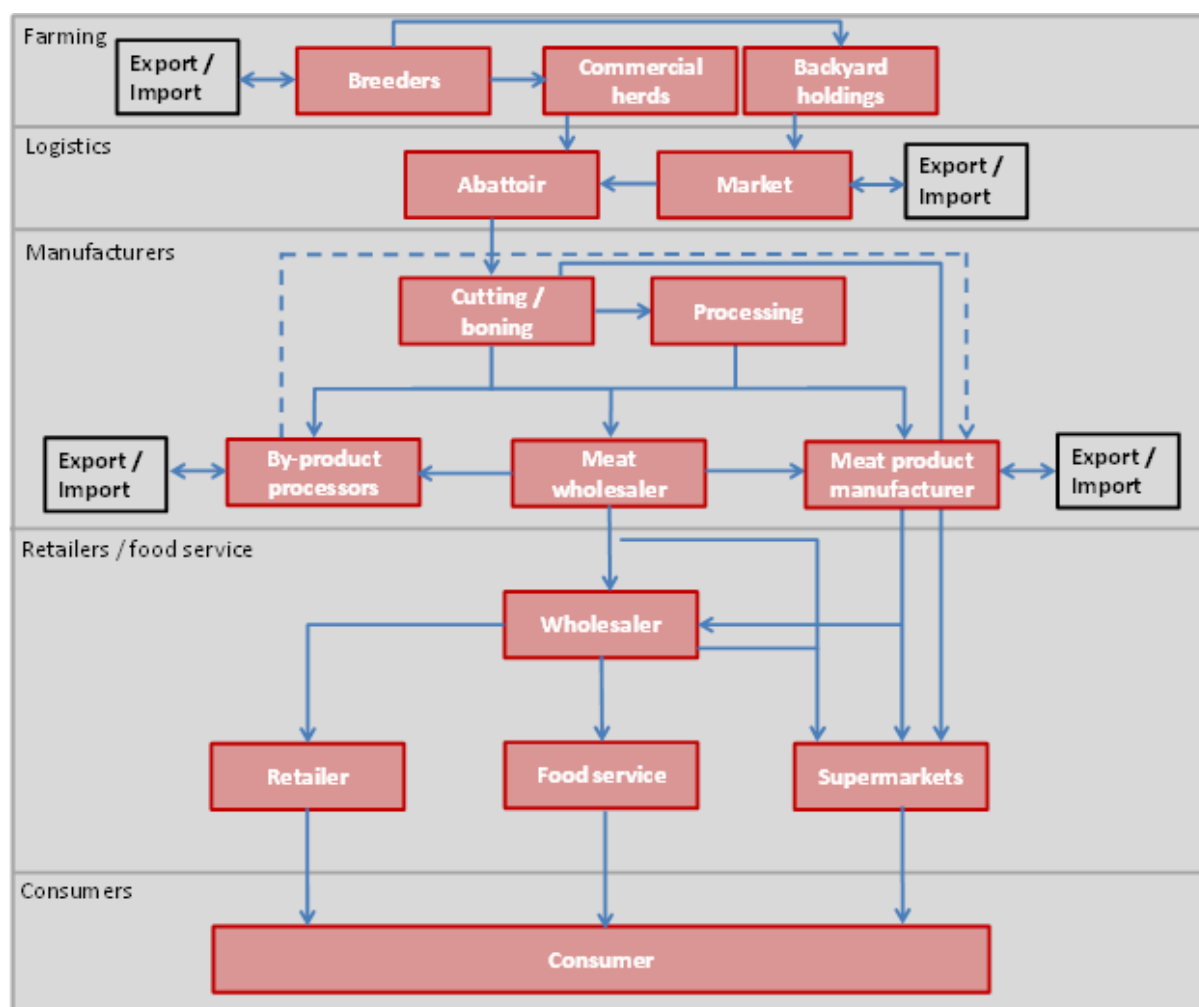 Farming
Export /
Import
Breeders
Commercial
herds
Backyard
holdings
Logistics
Abattoir
Market
Export /
Import
Manufacturers
Cutting /
boning
Processing
Export /
Import
By-product
processors
Meat
wholesaler
Meat product
manufacturer
Export /
Import
Retailers / food service
Wholesaler
Retailer
Food service
Supermarkets
Consumers
Consumer